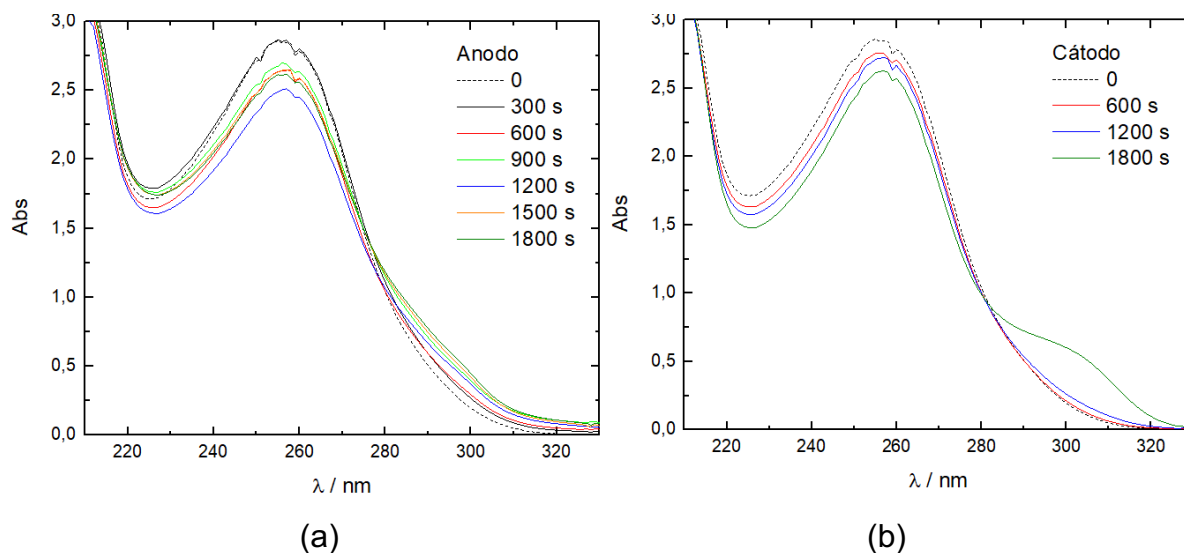 3,0
2,5
2,0
1,5
1,0
0,5
0,0
Abs
Anodo
0
300 s
600 s
900 s
1200 s
1500 s
1800 s
220 240 260 280 300 320
λ / nm
(a)
3,0
2,5
2,0
1,5
1,0
0,5
0,0
Abs
Cátodo
0
600 s
1200 s
1800 s
220 240 260 280 300 320
λ / nm
(b)